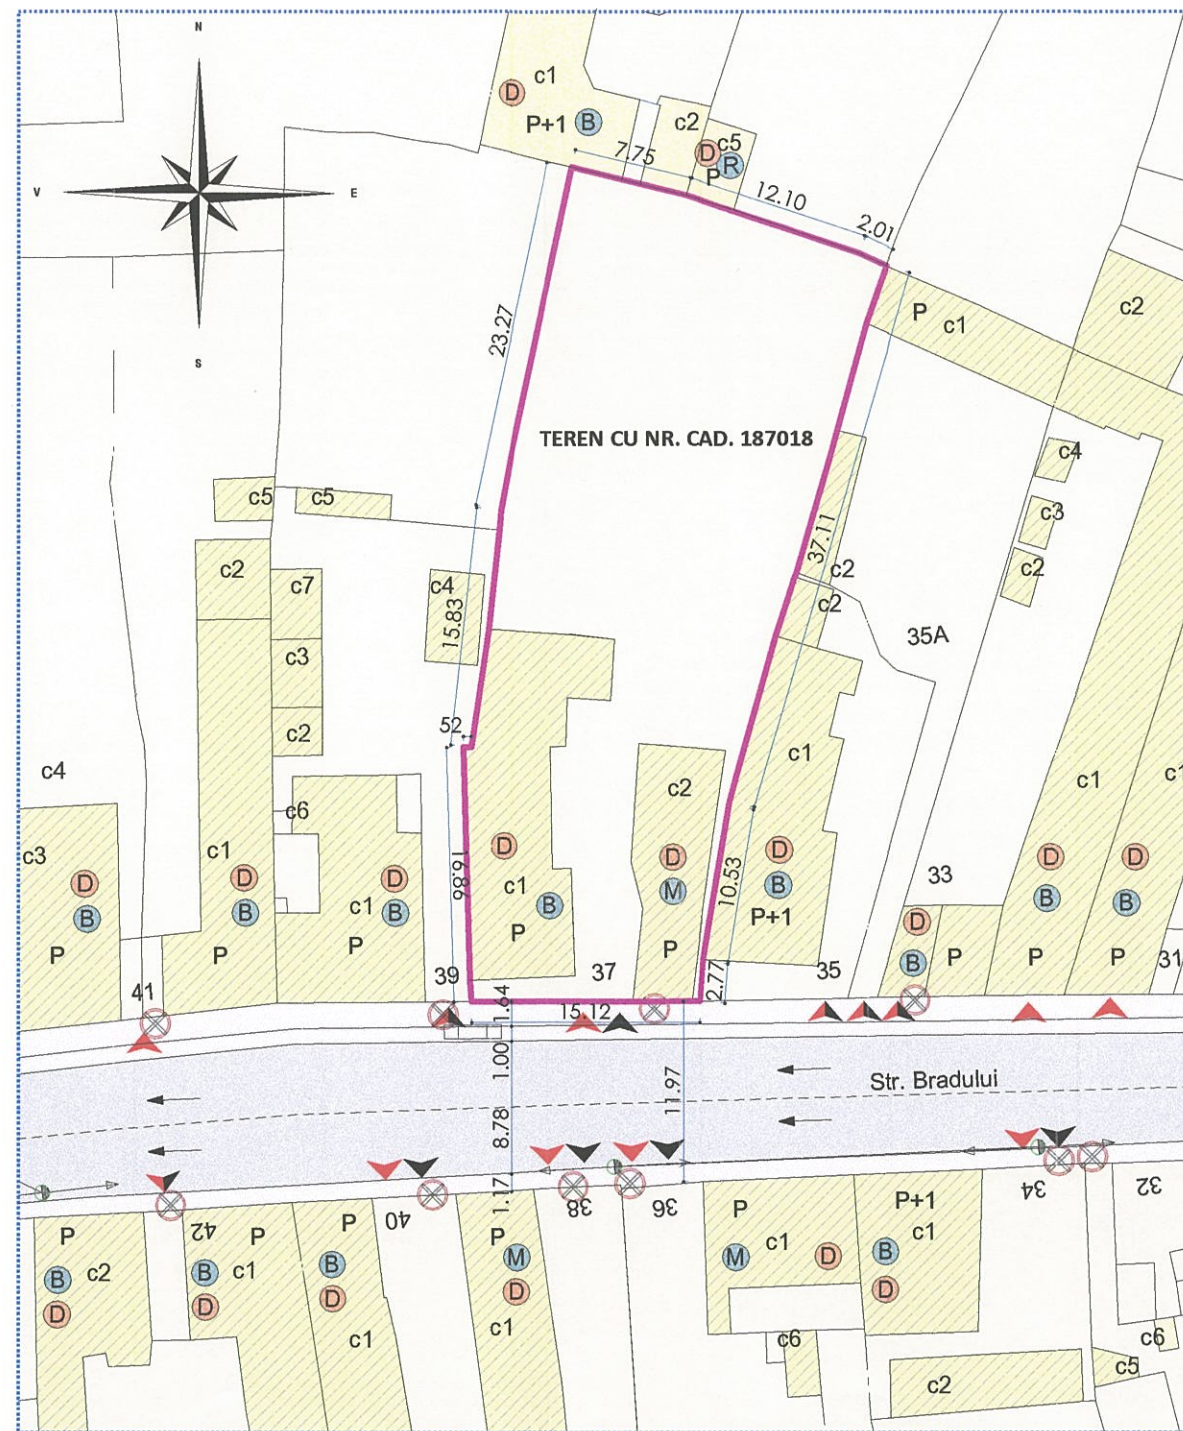 N
V
E
S
c1
D
P+1
B
c2
c5
D
R
P
7.75
12.10
2.01
P
c1
c2
23.27
TEREN CU NR. CAD. 187018
c4
c3
c2
c5
c5
c2
c7
c3
c2
c4
15.83
37.11
c2
c2
35A
52
c4
c6
c2
c1
c1
c1
c3
D
B
P
c1
D
B
P
D
c1
B
P
16.86
D
c1
B
P
D
M
P
10.53
D
B
P+1
33
D
B
P
D
B
P
D
B
P
31
41
39
37
35
2.77
1.64
15.12
1.00
11.97
8.78
1.17
Str. Bradului
42
40
38
36
34
32
P
B
c2
D
P
B
c1
D
P
B
D
c1
P
M
D
c1
P
c1
M
D
P+1
c1
B
D
c6
c2
c6
c5